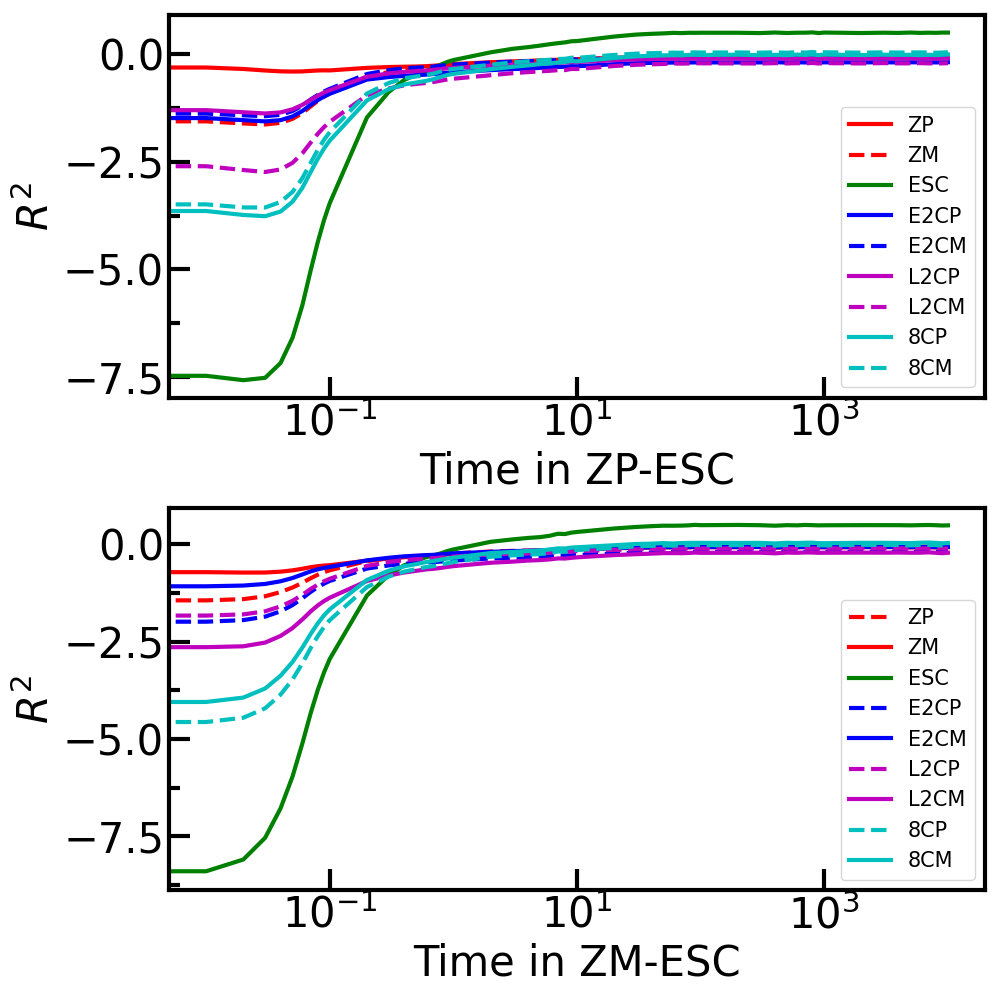 0.0
−2.5
−5.0
−7.5
R²
10⁻¹
10¹
10³
Time in ZP-ESC
ZP
ZM
ESC
E2CP
E2CM
L2CP
L2CM
8CP
8CM
0.0
−2.5
−5.0
−7.5
R²
10⁻¹
10¹
10³
Time in ZM-ESC
ZP
ZM
ESC
E2CP
E2CM
L2CP
L2CM
8CP
8CM